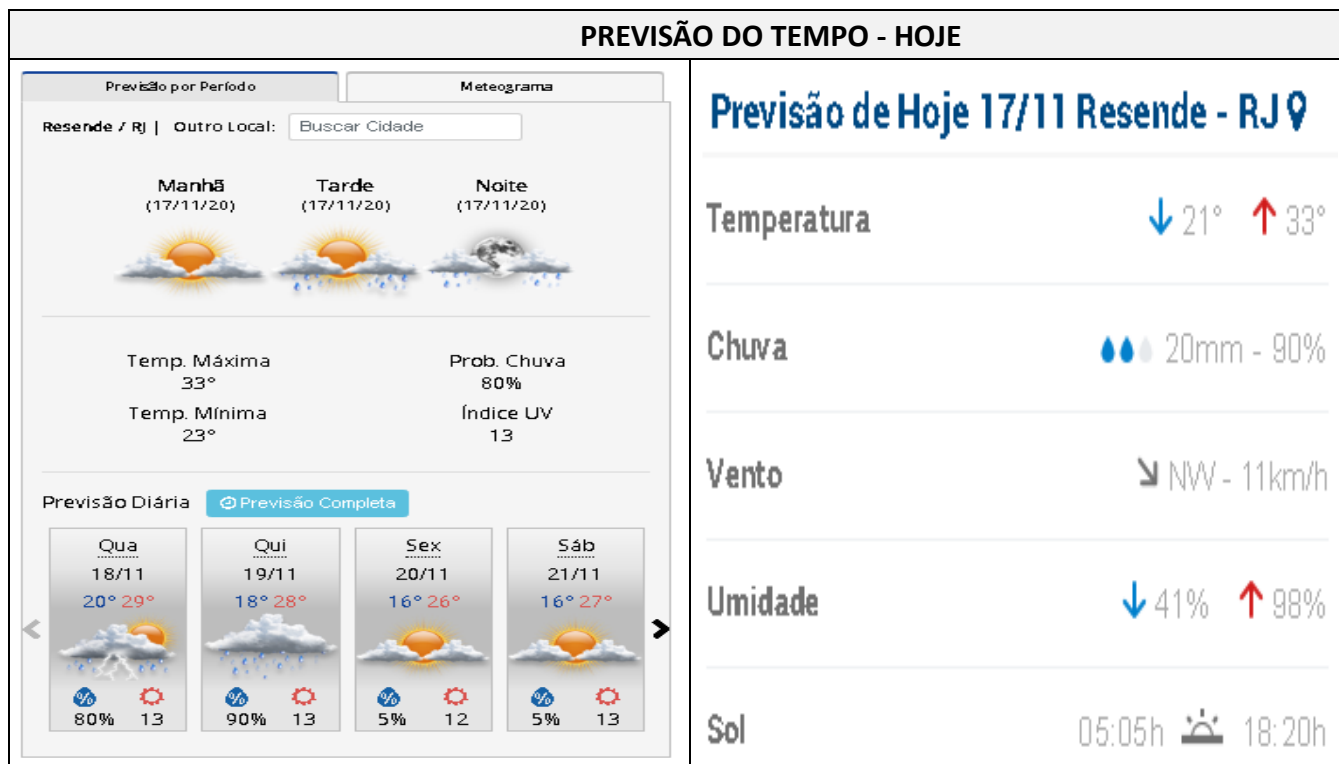 PREVISÃO DO TEMPO - HOJE
Previsão por Período
Meteograma
Resende / RJ | Outro Local: Buscar Cidade
Manhã Tarde Noite
(17/11/20) (17/11/20) (17/11/20)
Temp. Máxima Prob. Chuva
33° 80%
Temp. Mínima Índice UV
23° 13
Previsão Diária Previsão Completa
Qua Qui Sex Sáb
18/11 19/11 20/11 21/11
20° 29° 18° 28° 16° 26° 16° 27°
% % % %
80% 13 90% 13 5% 12 5% 13
Previsão de Hoje 17/11 Resende - RJ
Temperatura ↓ 21° ↑ 33°
Chuva 20mm - 90%
Vento NW - 11km/h
Umidade ↓ 41% ↑ 98%
Sol 05:05h 18:20h